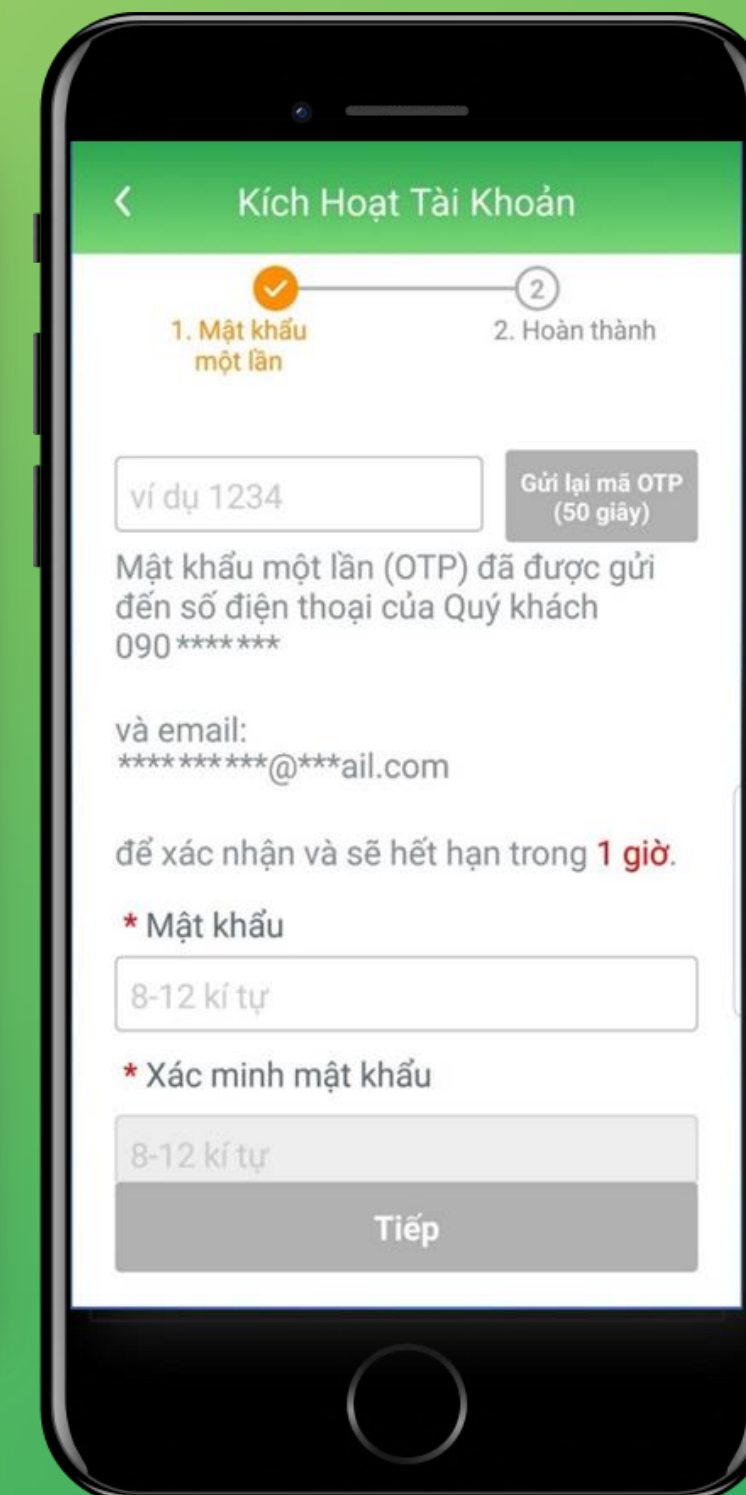 Kích Hoạt Tài Khoản
2
1. Mật khẩu
một lần
2. Hoàn thành
ví dụ 1234
Gửi lại mã OTP
(50 giây)
Mật khẩu một lần (OTP) đã được gửi
đến số điện thoại của Quý khách
090*******
và email:
**********@***ail.com
để xác nhận và sẽ hết hạn trong 1 giờ.
* Mật khẩu
8-12 kí tự
* Xác minh mật khẩu
8-12 kí tự
Tiếp